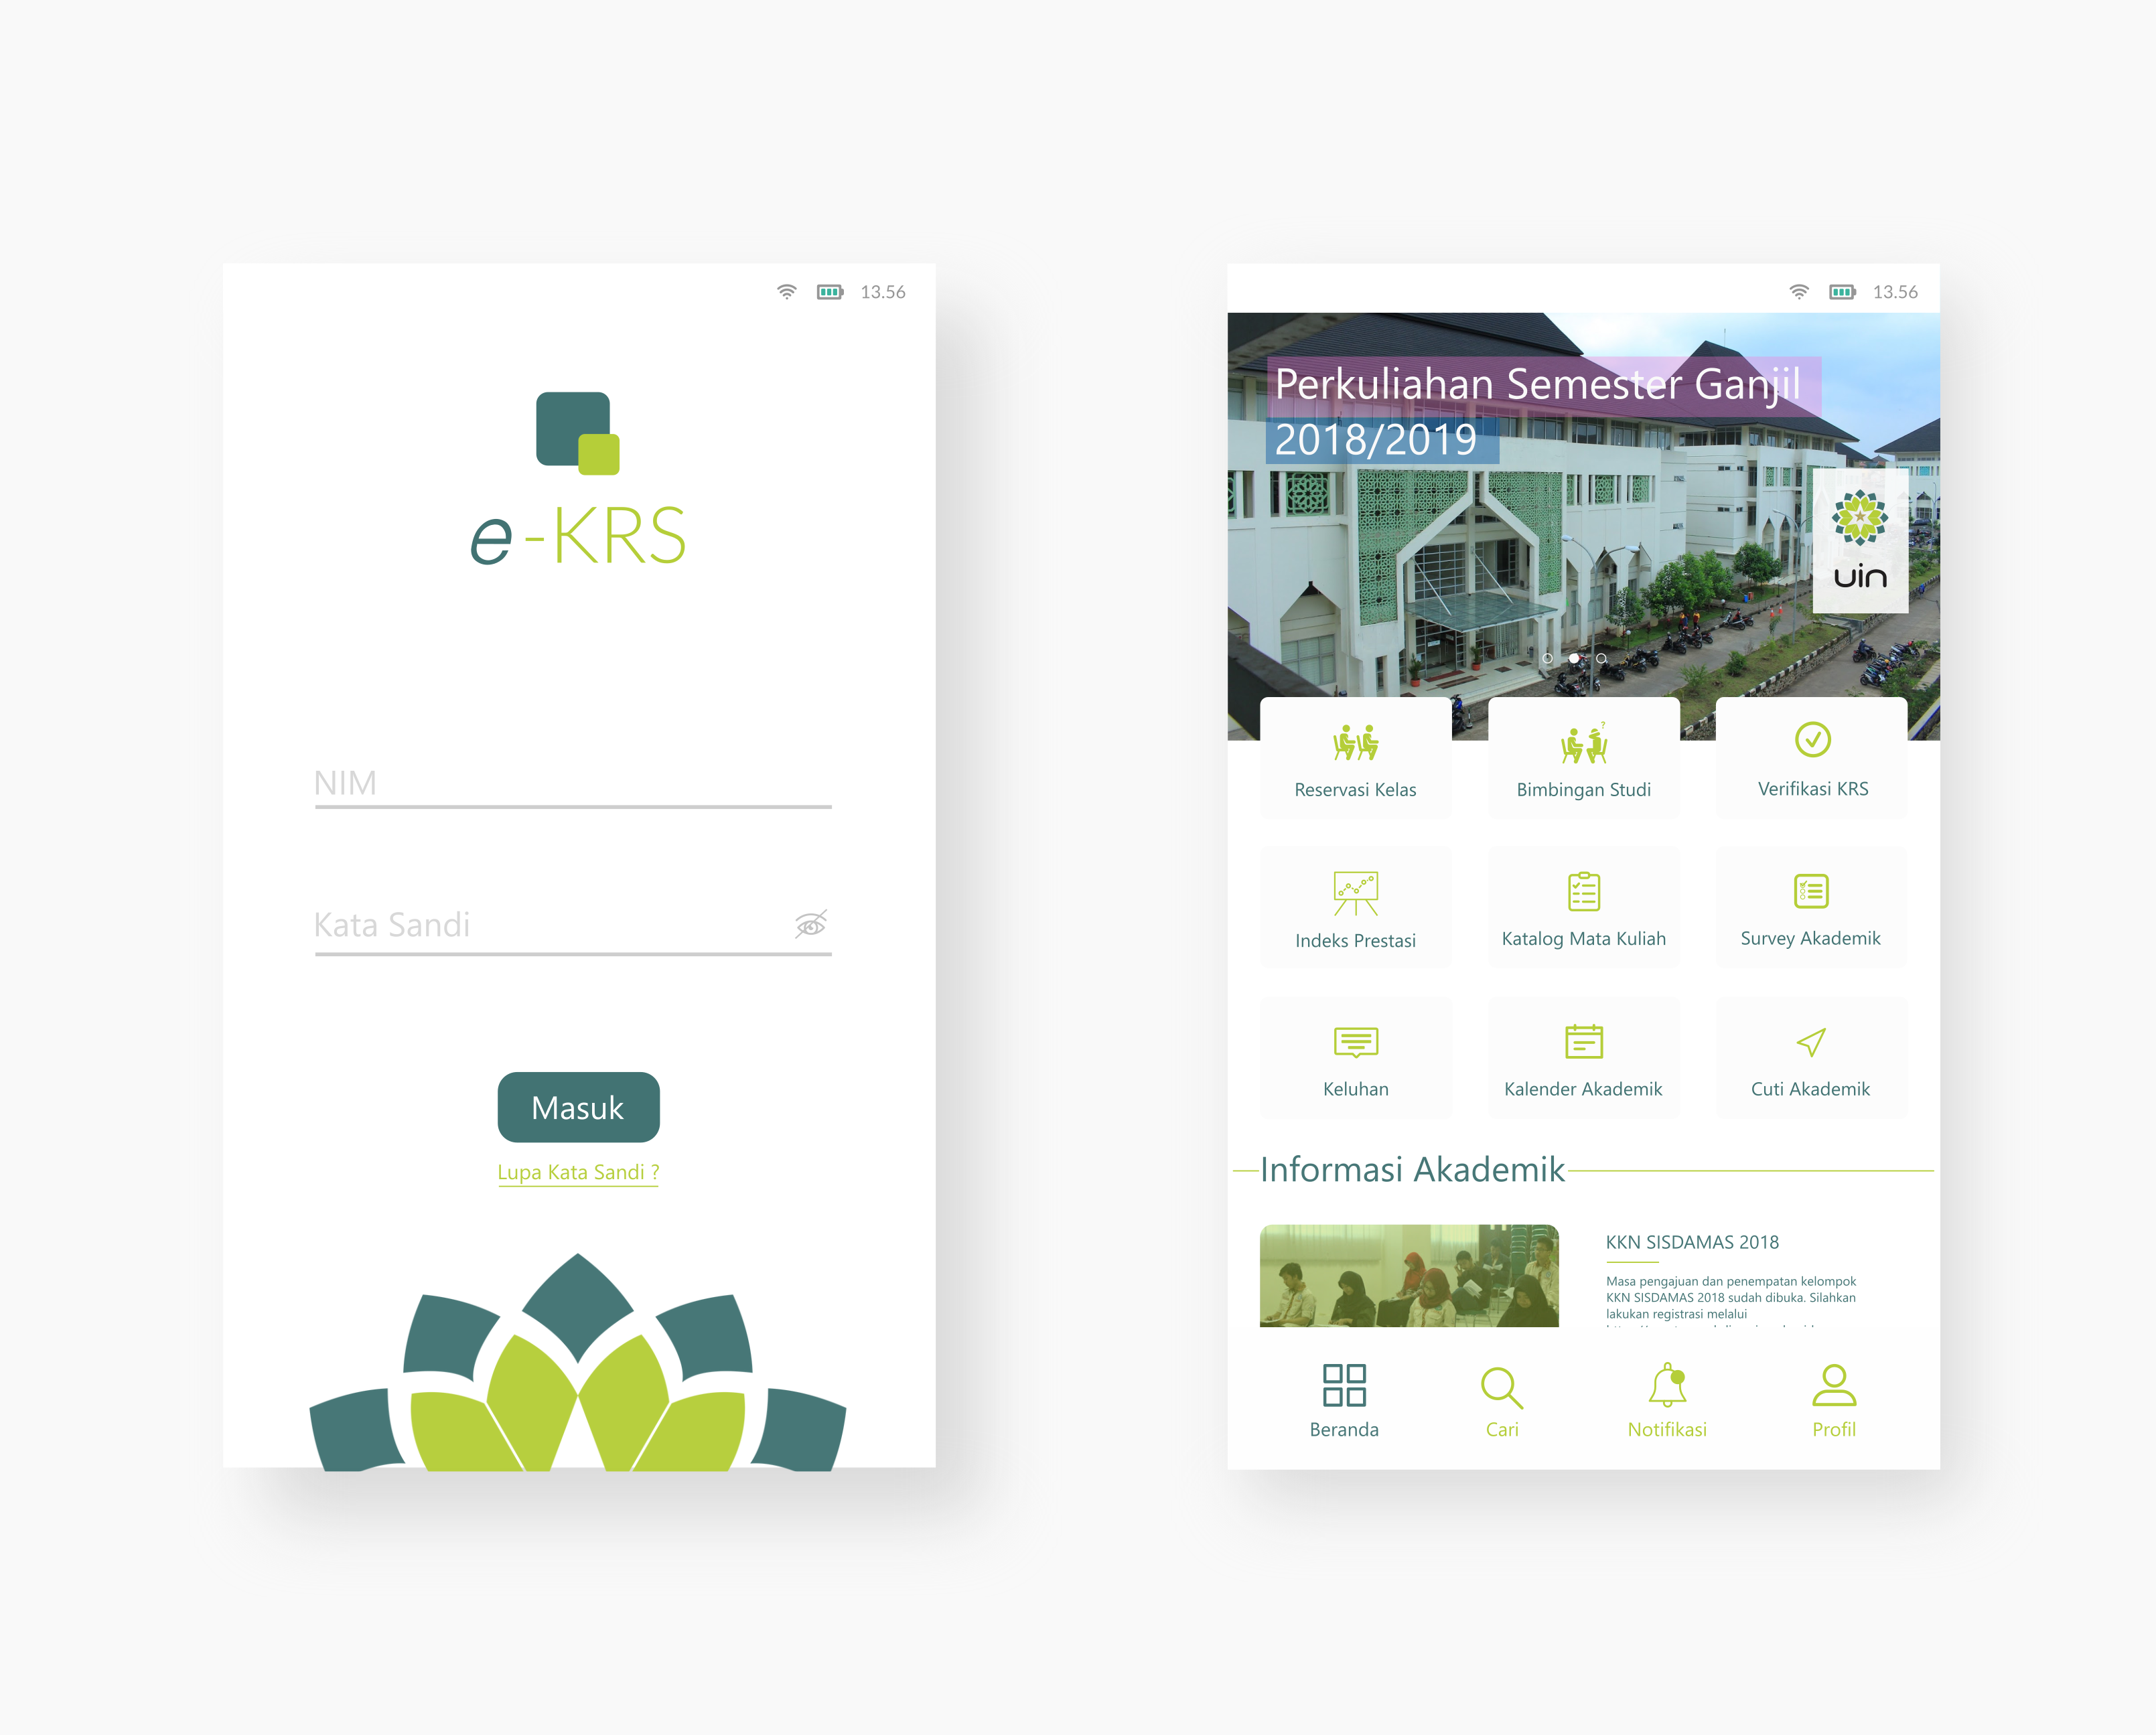 13.56
e-KRS
NIM
Kata Sandi
Masuk
Lupa Kata Sandi ?
13.56
Perkuliahan Semester Ganjil
2018/2019
uin
Reservasi Kelas
Bimbingan Studi
Verifikasi KRS
Indeks Prestasi
Katalog Mata Kuliah
Survey Akademik
Keluhan
Kalender Akademik
Cuti Akademik
Informasi Akademik
KKN SISDAMAS 2018
Masa pengajuan dan penempatan kelompok
KKN SISDAMAS 2018 sudah dibuka. Silahkan
lakukan registrasi melalui
Beranda
Cari
Notifikasi
Profil